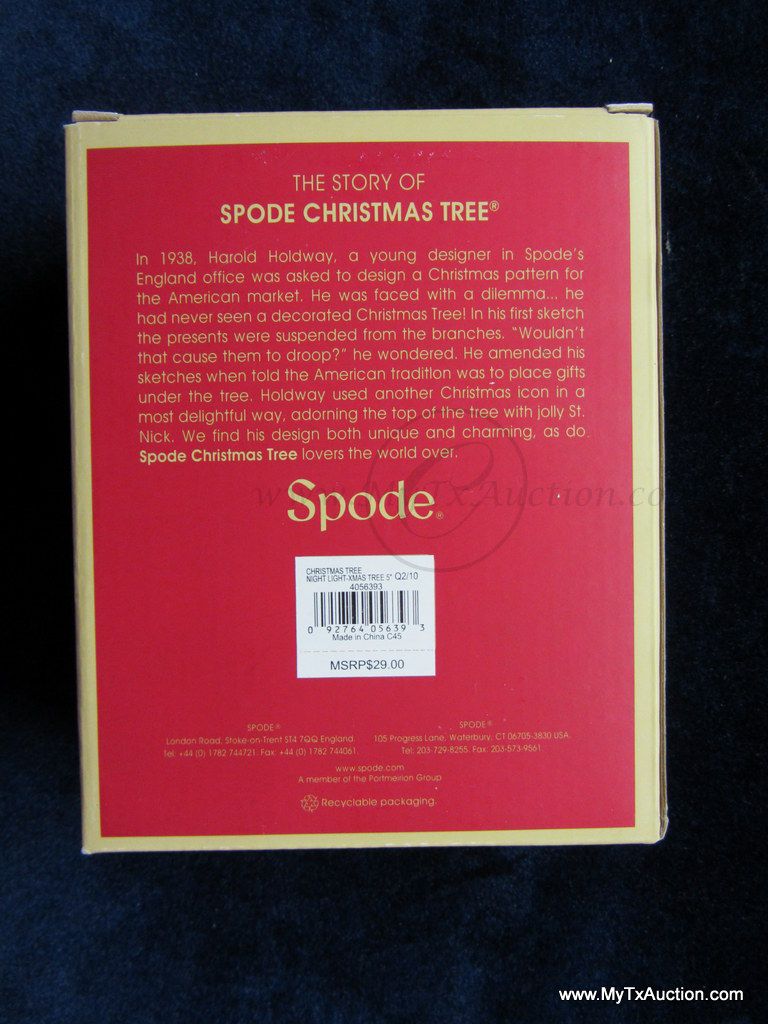 THE STORY OF
SPODE CHRISTMAS TREE®
In 1938, Harold Holdway, a young designer in Spode's
England office was asked to design a Christmas pattern for
the American market. He was faced with a dilemma... he
had never seen a decorated Christmas Tree! In his first sketch
the presents were suspended from the branches. "Wouldn't
that cause them to droop?" he wondered. He amended his
sketches when told the American tradition was to place gifts
under the tree. Holdway used another Christmas icon in a
most delightful way, adorning the top of the tree with jolly St.
Nick. We find his design both unique and charming, as do
Spode Christmas Tree lovers the world over.
www.MyTxAuction.co
Spode®
CHRISTMAS TREE
NIGHT LIGHT-XMAS TREE 5" Q2/10
4056393
0 92764 05639 3
Made in China C45
MSRP$29.00
SPODE® SPODE®
London Road, Stoke-on-Trent ST4 7QQ England. 105 Progress Lane, Waterbury, CT 06705-3830 USA.
Tel: +44 (0) 1782 744721. Fax: +44 (0) 1782 744061. Tel: 203-729-8255. Fax: 203-573-9561.
www.spode.com
A member of the Portmeirion Group
Recyclable packaging.
www.MyTxAuction.com